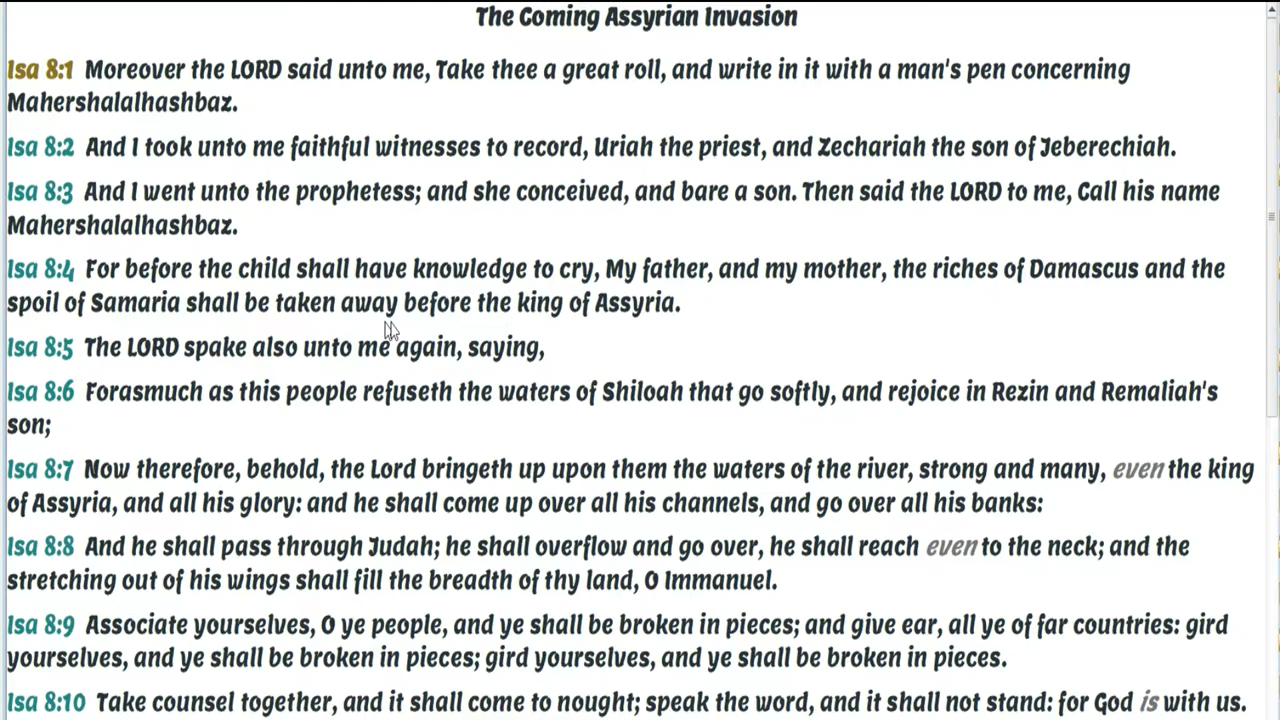 The Coming Assyrian Invasion
Isa 8:1 Moreover the LORD said unto me, Take thee a great roll, and write in it with a man's pen concerning
Mahershalalhashbaz.
Isa 8:2 And I took unto me faithful witnesses to record, Uriah the priest, and Zechariah the son of Jeberechiah.
Isa 8:3 And I went unto the prophetess; and she conceived, and bare a son. Then said the LORD to me, Call his name
Mahershalalhashbaz.
Isa 8:4 For before the child shall have knowledge to cry, My father, and my mother, the riches of Damascus and the
spoil of Samaria shall be taken away before the king of Assyria.
Isa 8:5 The LORD spake also unto me again, saying,
Isa 8:6 Forasmuch as this people refuseth the waters of Shiloah that go softly, and rejoice in Rezin and Remaliah's
son;
Isa 8:7 Now therefore, behold, the Lord bringeth up upon them the waters of the river, strong and many, even the king
of Assyria, and all his glory: and he shall come up over all his channels, and go over all his banks:
Isa 8:8 And he shall pass through Judah; he shall overflow and go over, he shall reach even to the neck; and the
stretching out of his wings shall fill the breadth of thy land, O Immanuel.
Isa 8:9 Associate yourselves, O ye people, and ye shall be broken in pieces; and give ear, all ye of far countries: gird
yourselves, and ye shall be broken in pieces; gird yourselves, and ye shall be broken in pieces.
Isa 8:10 Take counsel together, and it shall come to nought; speak the word, and it shall not stand: for God is with us.